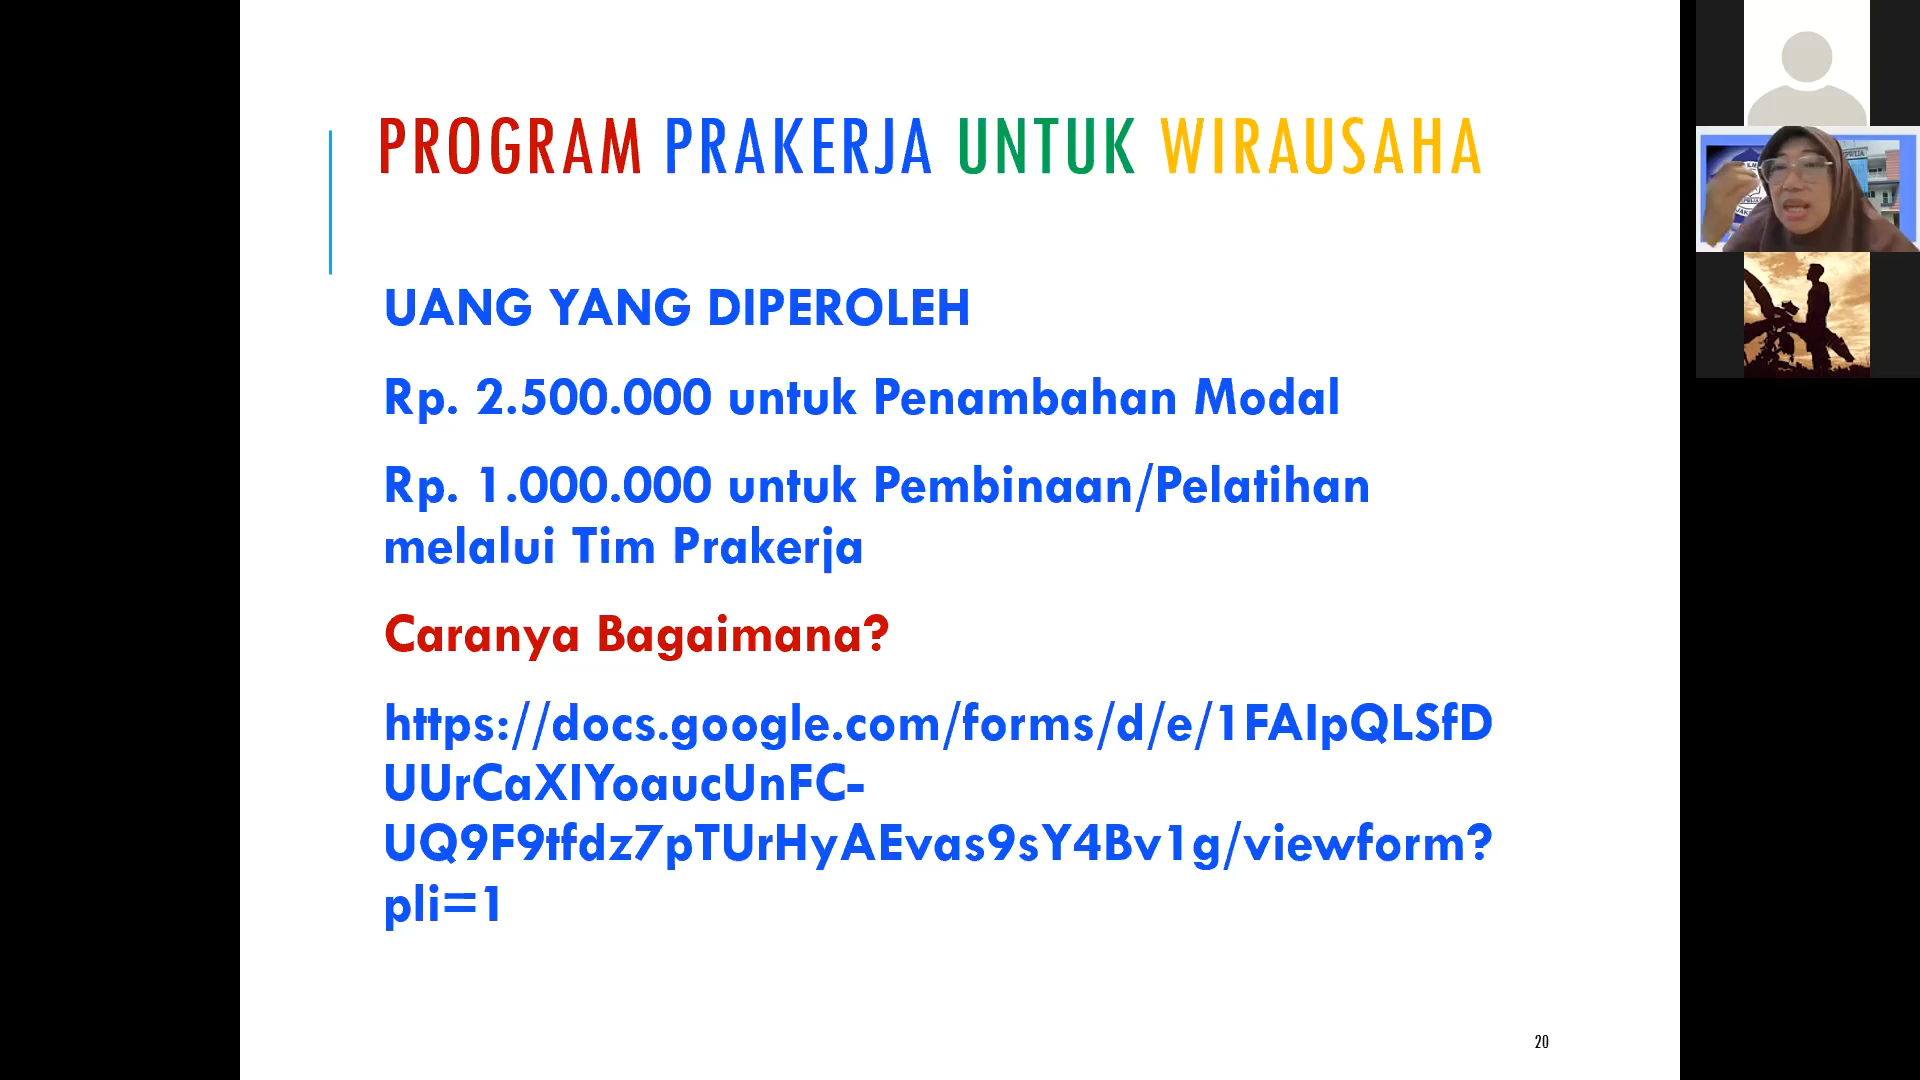 PROGRAM PRAKERJA UNTUK WIRAUSAHA
UANG YANG DIPEROLEH
Rp. 2.500.000 untuk Penambahan Modal
Rp. 1.000.000 untuk Pembinaan/Pelatihan
melalui Tim Prakerja
Caranya Bagaimana?
https://docs.google.com/forms/d/e/1FAIpQLSfD
UUrCaXIYoaucUnFC-
UQ9F9tfdz7pTUrHyAEvas9sY4Bv1g/viewform?
pli=1
20